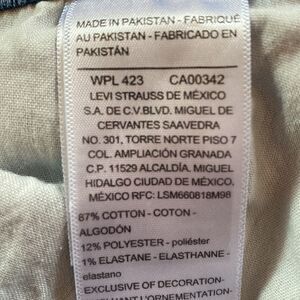 MADE IN PAKISTAN - FABRIQUÉ
AU PAKISTAN - FABRICADO EN
PAKISTÁN
WPL 423 CA00342
LEVI STRAUSS DE MÉXICO
S.A. DE C.V.BLVD. MIGUEL DE
CERVANTES SAAVEDRA
NO. 301, TORRE NORTE PISO 7
COL. AMPLIACIÓN GRANADA
C.P. 11529 ALCALDÍA. MIGUEL
HIDALGO CIUDAD DE MÉXICO,
MÉXICO RFC: LSM660818M98
87% COTTON - COTON -
ALGODÓN
12% POLYESTER - poliéster
1% ELASTANE - ELASTHANNE -
elastano
EXCLUSIVE OF DECORATION-
L'ORNEMENTATION-